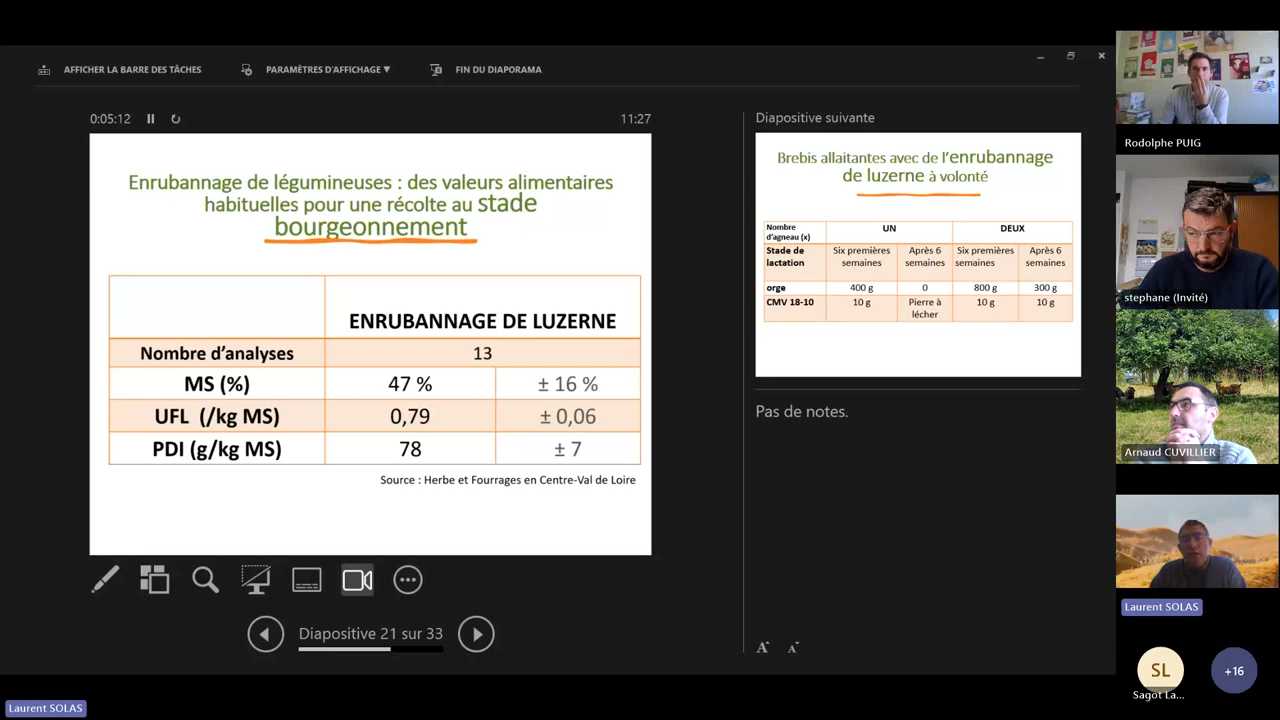 AFFICHER LA BARRE DES TÂCHES
PARAMÈTRES D'AFFICHAGE ▼
FIN DU DIAPORAMA
0:05:12
11:27
Enrubannage de légumineuses : des valeurs alimentaires
habituelles pour une récolte au stade
bourgeonnement
ENRUBANNAGE DE LUZERNE
Nombre d'analyses 13
MS (%) 47 % ± 16 %
UFL (/kg MS) 0,79 ± 0,06
PDI (g/kg MS) 78 ± 7
Source : Herbe et Fourrages en Centre-Val de Loire
Diapositive 21 sur 33
Diapositive suivante
Brebis allaitantes avec de l'enrubannage
de luzerne à volonté
Nombre
d'agneau (x)
UN
DEUX
Stade de
lactation
Six premières
semaines
Après 6
semaines
Six premières
semaines
Après 6
semaines
orge 400 g 0 800 g 300 g
CMV 18-10 10 g Pierre à
lécher
10 g 10 g
Pas de notes.
Rodolphe PUIG
stephane (Invité)
Arnaud CUVILLIER
Laurent SOLAS
SL
Sagot La...
+16
Laurent SOLAS